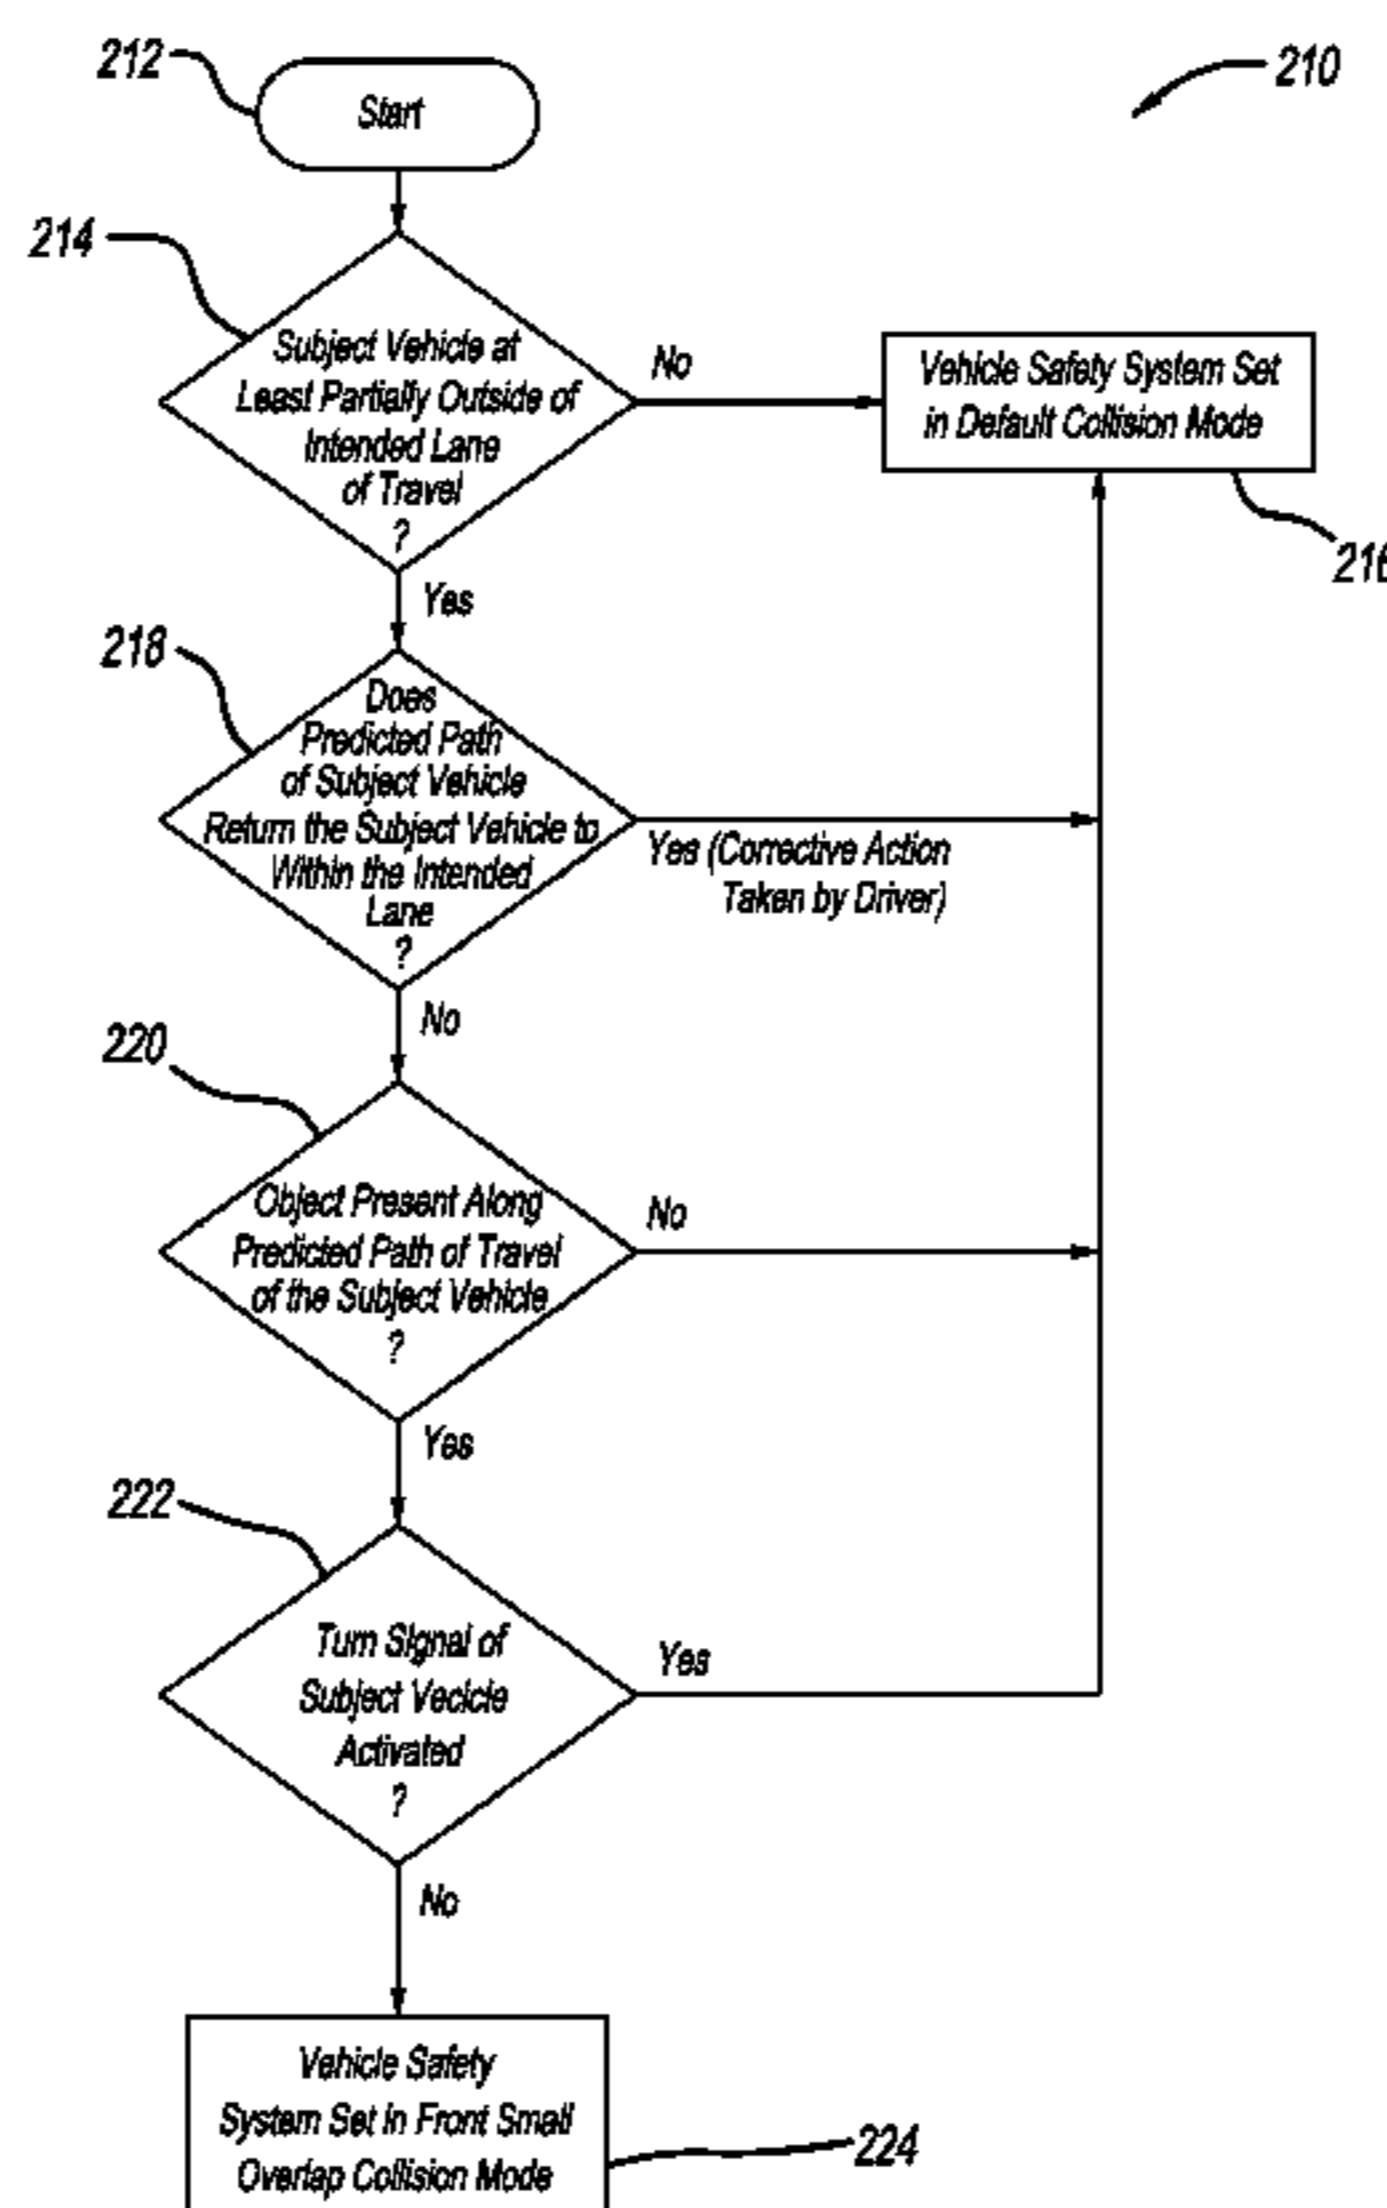 212
Start
210
214
Subject Vehicle at
Least Partially Outside of
Intended Lane
of Travel
?
No
Vehicle Safety System Set
in Default Collision Mode
216
Yes
218
Does
Predicted Path
of Subject Vehicle
Return the Subject Vehicle to
Within the Intended
Lane
?
Yes (Corrective Action
Taken by Driver)
No
220
Object Present Along
Predicted Path of Travel
of the Subject Vehicle
?
No
Yes
222
Turn Signal of
Subject Vecicle
Activated
?
Yes
No
Vehicle Safety
System Set in Front Small
Overlap Collision Mode
224